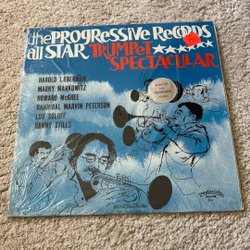 the PROGRESSIVE RECORDS
all STAR TRUMPET
SPECTACULAR
HAROLD LIEBERMAN
MARKY MARKOWITZ
HOWARD McGHEE
HANNIBAL MARVIN PETERSON
LOU SOLOFF
DANNY STILES